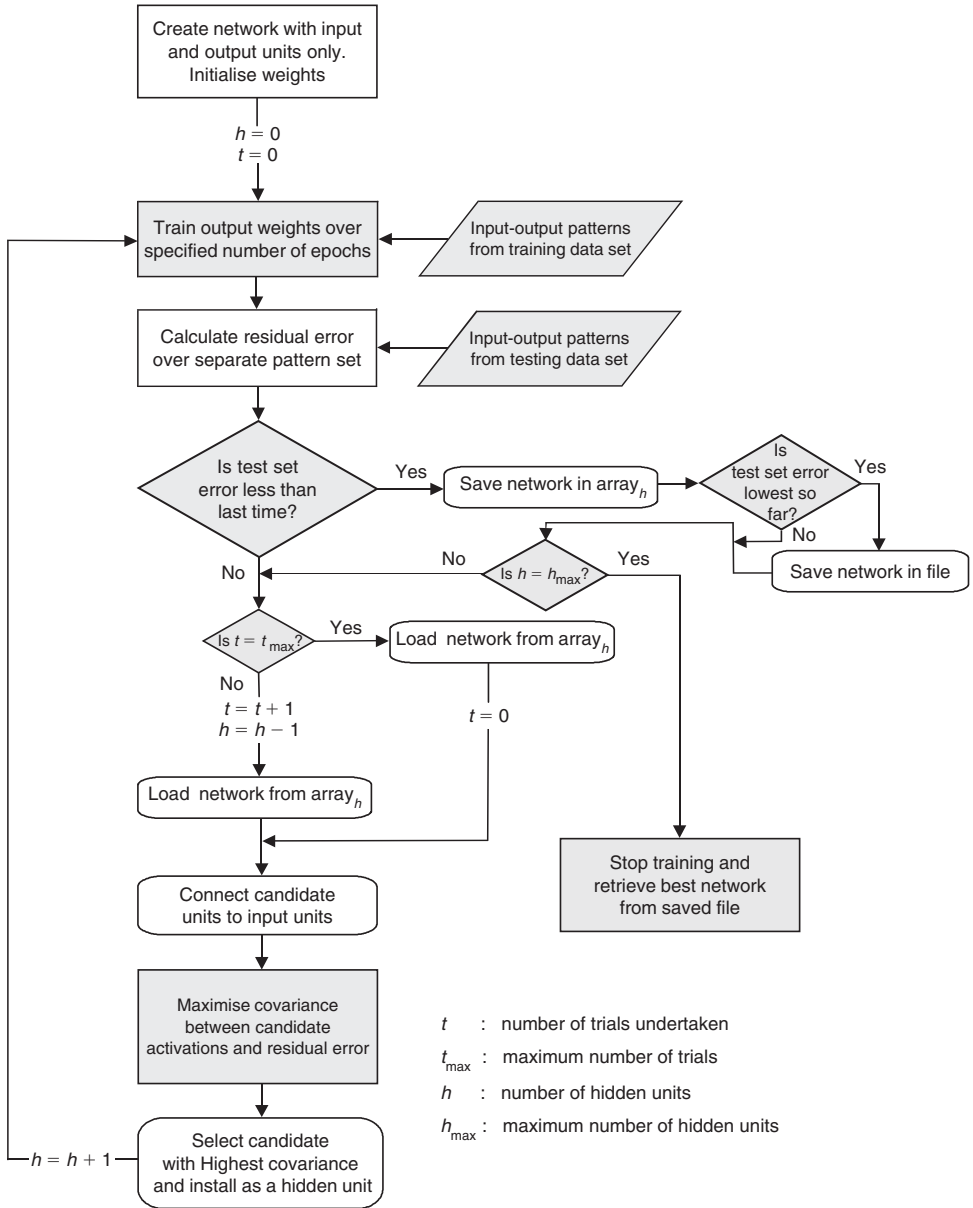 Create network with input
and output units only.
Initialise weights
h = 0
t = 0
Train output weights over
specified number of epochs
Input-output patterns
from training data set
Calculate residual error
over separate pattern set
Input-output patterns
from testing data set
Is test set
error less than
last time?
Yes
Save network in array_h
Is
test set error
lowest so
far?
Yes
No
Save network in file
No
No
Is h = h_max?
Yes
Is t = t_max?
Yes
Load network from array_h
No
t = t + 1
h = h − 1
t = 0
Load network from array_h
Connect candidate
units to input units
Stop training and
retrieve best network
from saved file
Maximise covariance
between candidate
activations and residual error
Select candidate
with Highest covariance
and install as a hidden unit
h = h + 1
t : number of trials undertaken
t_max : maximum number of trials
h : number of hidden units
h_max : maximum number of hidden units